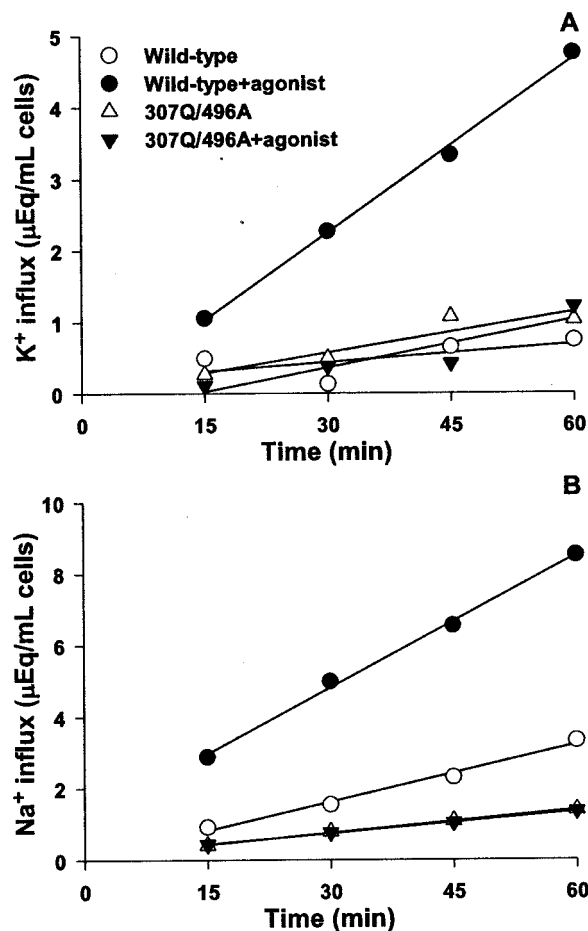 A
5
4
3
2
1
0
K⁺ influx (µEq/mL cells)
Wild-type
Wild-type+agonist
307Q/496A
307Q/496A+agonist
0
15
30
45
60
Time (min)
B
10
8
6
4
2
0
Na⁺ influx (µEq/mL cells)
0
15
30
45
60
Time (min)